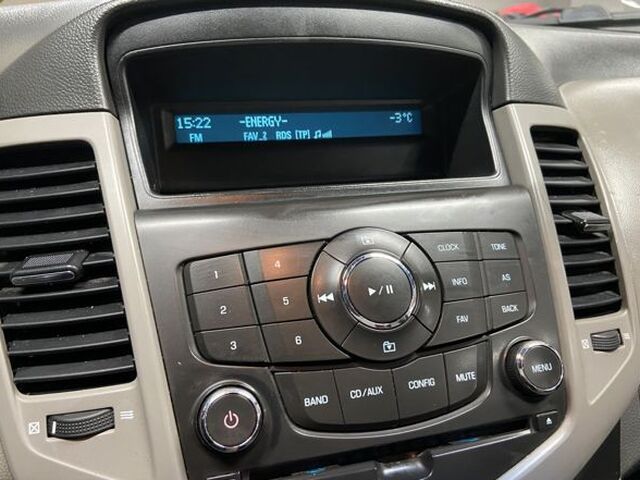 15:22 -ENERGY- -3°C
FM FAV 2 RDS [TP]
1 4 CLOCK TONE
2 5 INFO AS
3 6 FAV BACK
BAND CD/AUX CONFIG MUTE MENU